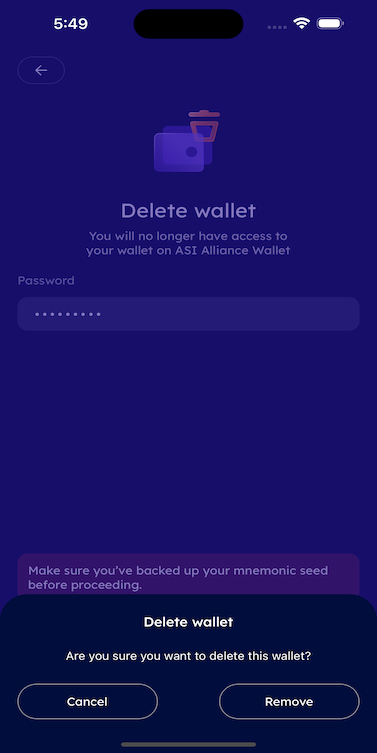 5:49
Delete wallet
You will no longer have access to
your wallet on ASI Alliance Wallet
Password
Make sure you've backed up your mnemonic seed
before proceeding.
Delete wallet
Are you sure you want to delete this wallet?
Cancel
Remove